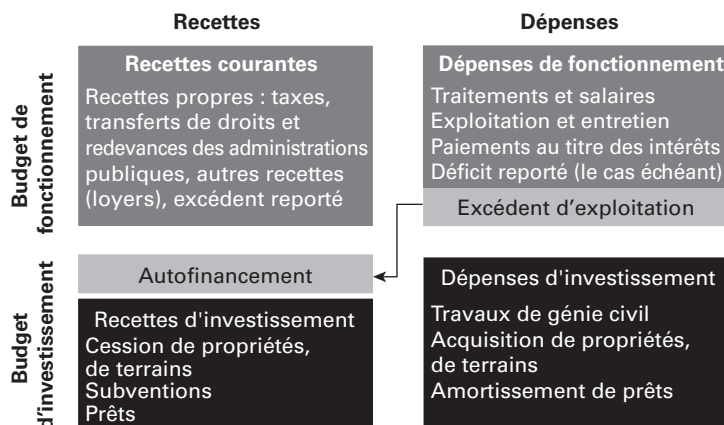 Recettes
Dépenses
Budget de
fonctionnement
Recettes courantes
Recettes propres : taxes,
transferts de droits et
redevances des administrations
publiques, autres recettes
(loyers), excédent reporté
Dépenses de fonctionnement
Traitements et salaires
Exploitation et entretien
Paiements au titre des intérêts
Déficit reporté (le cas échéant)
Excédent d’exploitation
Budget
d’investissement
Autofinancement
Recettes d'investissement
Cession de propriétés,
de terrains
Subventions
Prêts
Dépenses d'investissement
Travaux de génie civil
Acquisition de propriétés,
de terrains
Amortissement de prêts